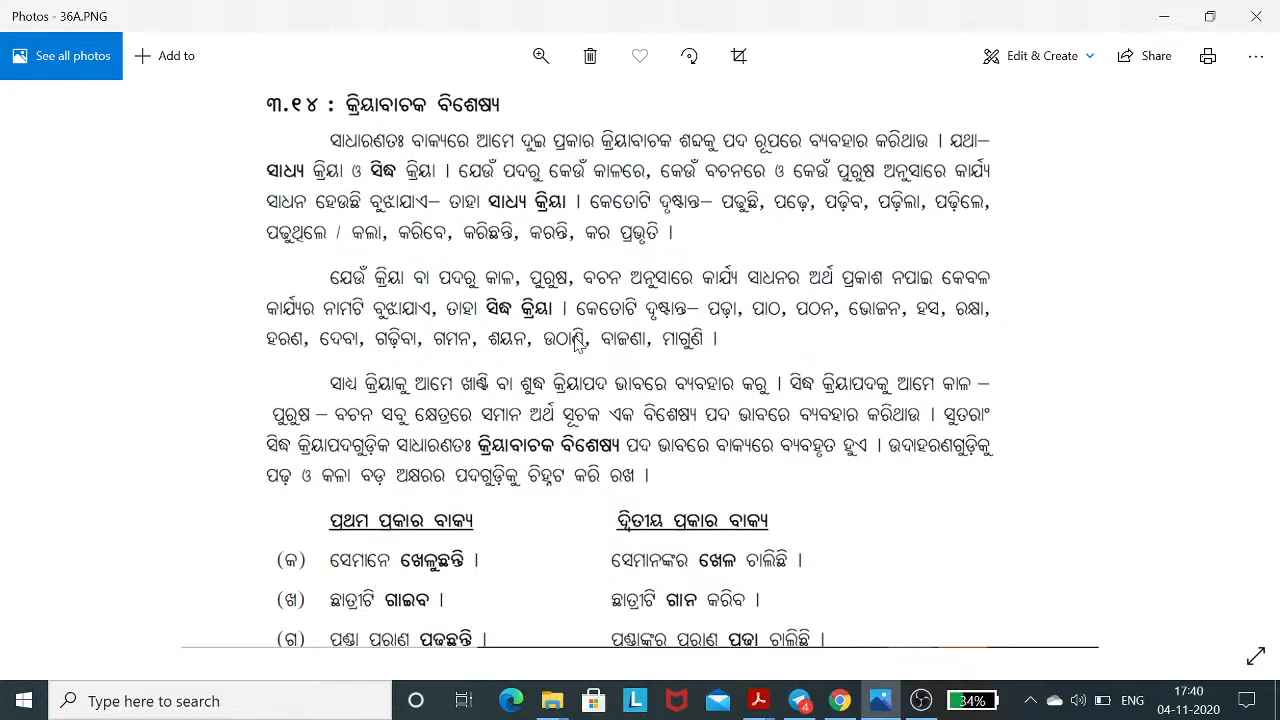 Photos - 36A.PNG
See all photos
Add to
Edit & Create
Share
୩.୧୪ : କ୍ରିୟାବାଚକ ବିଶେଷ୍ୟ
ସାଧାରଣତଃ ବାକ୍ୟରେ ଆମେ ଦୁଇ ପ୍ରକାର କ୍ରିୟାବାଚକ ଶବ୍ଦକୁ ପଦ ରୂପରେ ବ୍ୟବହାର କରିଥାଉ । ଯଥା–
ସାଧ୍ୟ କ୍ରିୟା ଓ ସିଦ୍ଧ କ୍ରିୟା । ଯେଉଁ ପଦରୁ କେଉଁ କାଳରେ, କେଉଁ ବଚନରେ ଓ କେଉଁ ପୁରୁଷ ଅନୁସାରେ କାର୍ଯ୍ୟ
ସାଧନ ହେଉଛି ବୁଝାଯାଏ– ତାହା ସାଧ୍ୟ କ୍ରିୟା । କେତୋଟି ଦୃଷ୍ଟାନ୍ତ– ପଢୁଛି, ପଢ଼େ, ପଢ଼ିବ, ପଢ଼ିଲା, ପଢ଼ିଲେ,
ପଢୁଥିଲେ / କଲା, କରିବେ, କରିଛନ୍ତି, କରନ୍ତି, କର ପ୍ରଭୃତି ।
ଯେଉଁ କ୍ରିୟା ବା ପଦରୁ କାଳ, ପୁରୁଷ, ବଚନ ଅନୁସାରେ କାର୍ଯ୍ୟ ସାଧନର ଅର୍ଥ ପ୍ରକାଶ ନପାଇ କେବଳ
କାର୍ଯ୍ୟର ନାମଟି ବୁଝାଯାଏ, ତାହା ସିଦ୍ଧ କ୍ରିୟା । କେତୋଟି ଦୃଷ୍ଟାନ୍ତ– ପଢ଼ା, ପାଠ, ପଠନ, ଭୋଜନ, ହସ, ରକ୍ଷା,
ହରଣ, ଦେବା, ଗଢ଼ିବା, ଗମନ, ଶୟନ, ଉଠାଣି, ବାଜଣା, ମାଗୁଣି ।
ସାଧ୍ୟ କ୍ରିୟାକୁ ଆମେ ଖାଣ୍ଟି ବା ଶୁଦ୍ଧ କ୍ରିୟାପଦ ଭାବରେ ବ୍ୟବହାର କରୁ । ସିଦ୍ଧ କ୍ରିୟାପଦକୁ ଆମେ କାଳ –
ପୁରୁଷ – ବଚନ ସବୁ କ୍ଷେତ୍ରରେ ସମାନ ଅର୍ଥ ସୂଚକ ଏକ ବିଶେଷ୍ୟ ପଦ ଭାବରେ ବ୍ୟବହାର କରିଥାଉ । ସୁତରାଂ
ସିଦ୍ଧ କ୍ରିୟାପଦଗୁଡ଼ିକ ସାଧାରଣତଃ କ୍ରିୟାବାଚକ ବିଶେଷ୍ୟ ପଦ ଭାବରେ ବାକ୍ୟରେ ବ୍ୟବହୃତ ହୁଏ । ଉଦାହରଣଗୁଡ଼ିକୁ
ପଢ଼ ଓ କଳା ବଡ଼ ଅକ୍ଷରର ପଦଗୁଡ଼ିକୁ ଚିହ୍ନଟ କରି ରଖ ।
ପ୍ରଥମ ପ୍ରକାର ବାକ୍ୟ ଦ୍ୱିତୀୟ ପ୍ରକାର ବାକ୍ୟ
(କ) ସେମାନେ ଖେଳୁଛନ୍ତି । ସେମାନଙ୍କର ଖେଳ ଚାଲିଛି ।
(ଖ) ଛାତ୍ରୀଟି ଗାଇବ । ଛାତ୍ରୀଟି ଗାନ କରିବ ।
(ଗ) ପଣ୍ଡା ପୁରାଣ ପଢୁଛନ୍ତି । ପଣ୍ଡାଙ୍କର ପୁରାଣ ପଢା ଚାଲିଛି ।
Type here to search
4
34%
ENG
17:40
04-11-2020